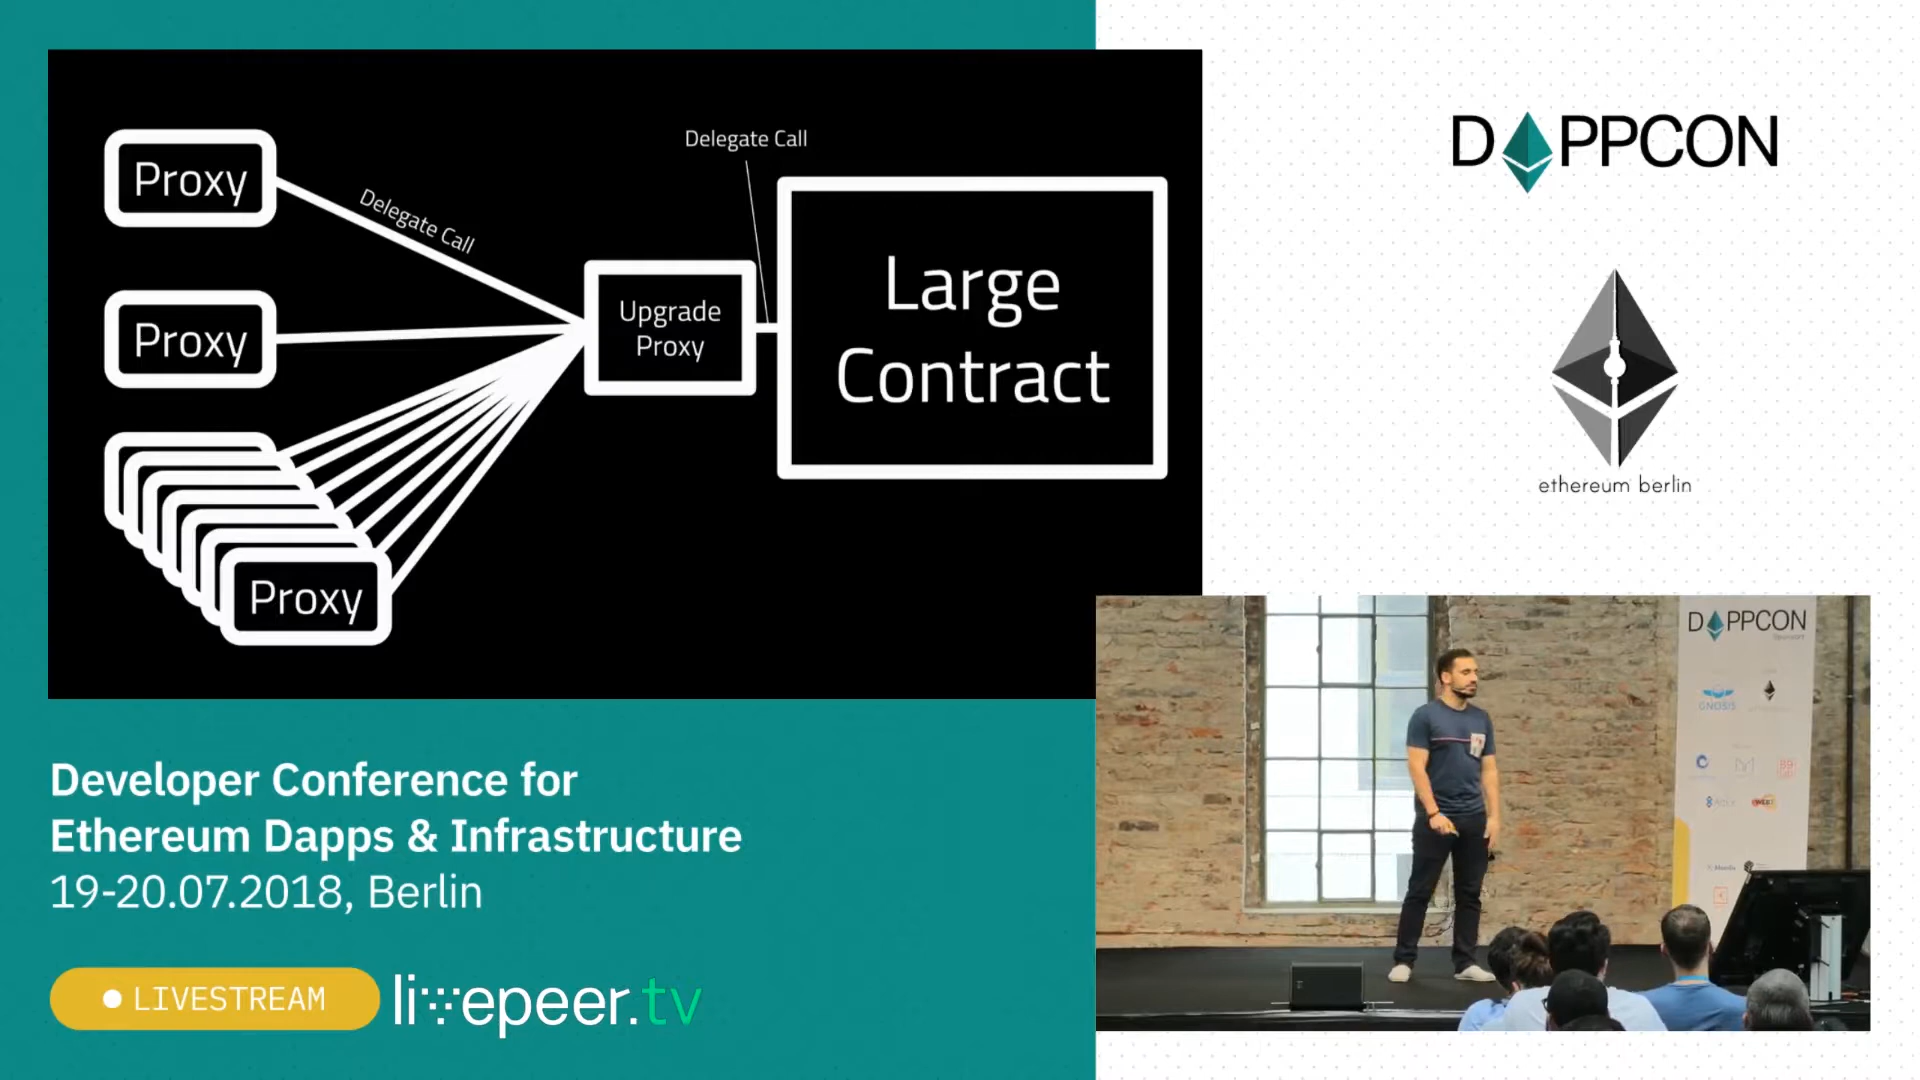 Proxy
Delegate Call
Delegate Call
Proxy
Upgrade
Proxy
Large
Contract
Proxy
DAPPCON
ethereum berlin
DAPPCON
GNOSIS
Developer Conference for
Ethereum Dapps & Infrastructure
19-20.07.2018, Berlin
LIVESTREAM
livepeer.tv